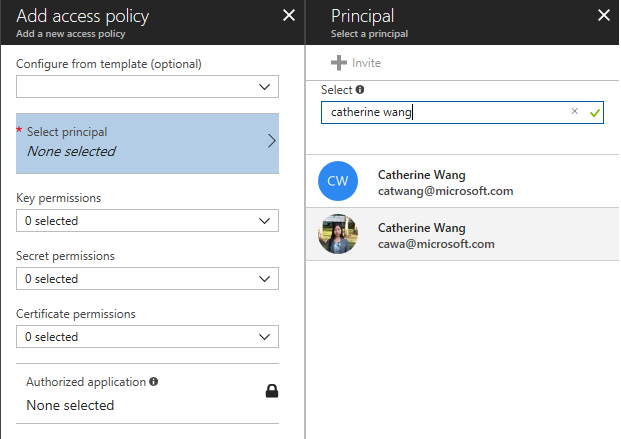 Add access policy
Add a new access policy
Configure from template (optional)
* Select principal
None selected
Key permissions
0 selected
Secret permissions
0 selected
Certificate permissions
0 selected
Authorized application
None selected
Principal
Select a principal
Invite
Select
catherine wang
CW
Catherine Wang
catwang@microsoft.com
Catherine Wang
cawa@microsoft.com